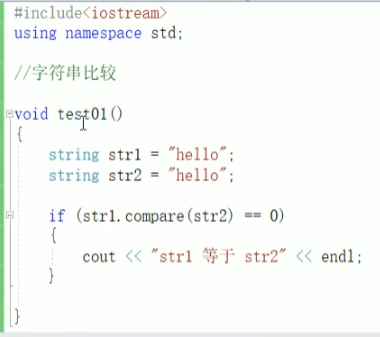 #include<iostream>
using namespace std;
//字符串比较
void test01()
{
string str1 = "hello";
string str2 = "hello";
if (str1.compare(str2) == 0)
{
cout << "str1 等于 str2" << endl;
}
}